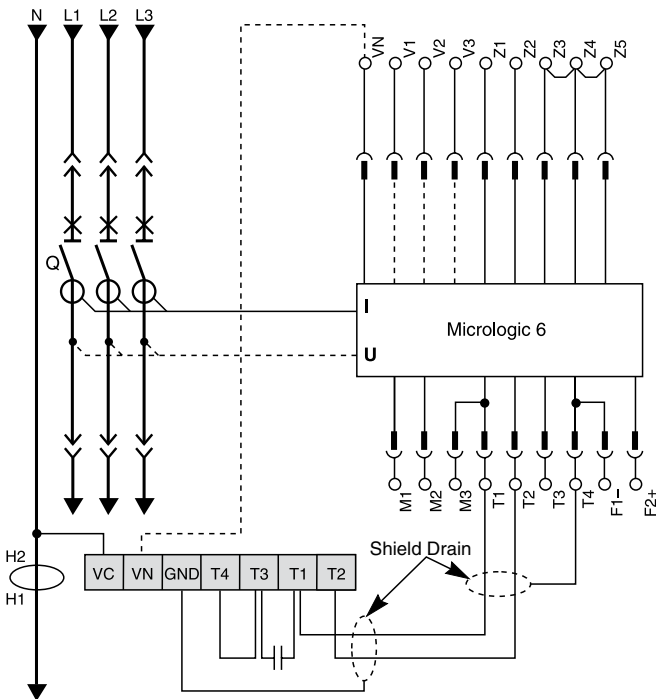 N L1 L2 L3
VN V1 V2 V3 Z1 Z2 Z3 Z4 Z5
Q
I
Micrologic 6
U
M1 M2 M3 T1 T2 T3 T4 F1– F2+
Shield Drain
H2
VC VN GND T4 T3 T1 T2
H1